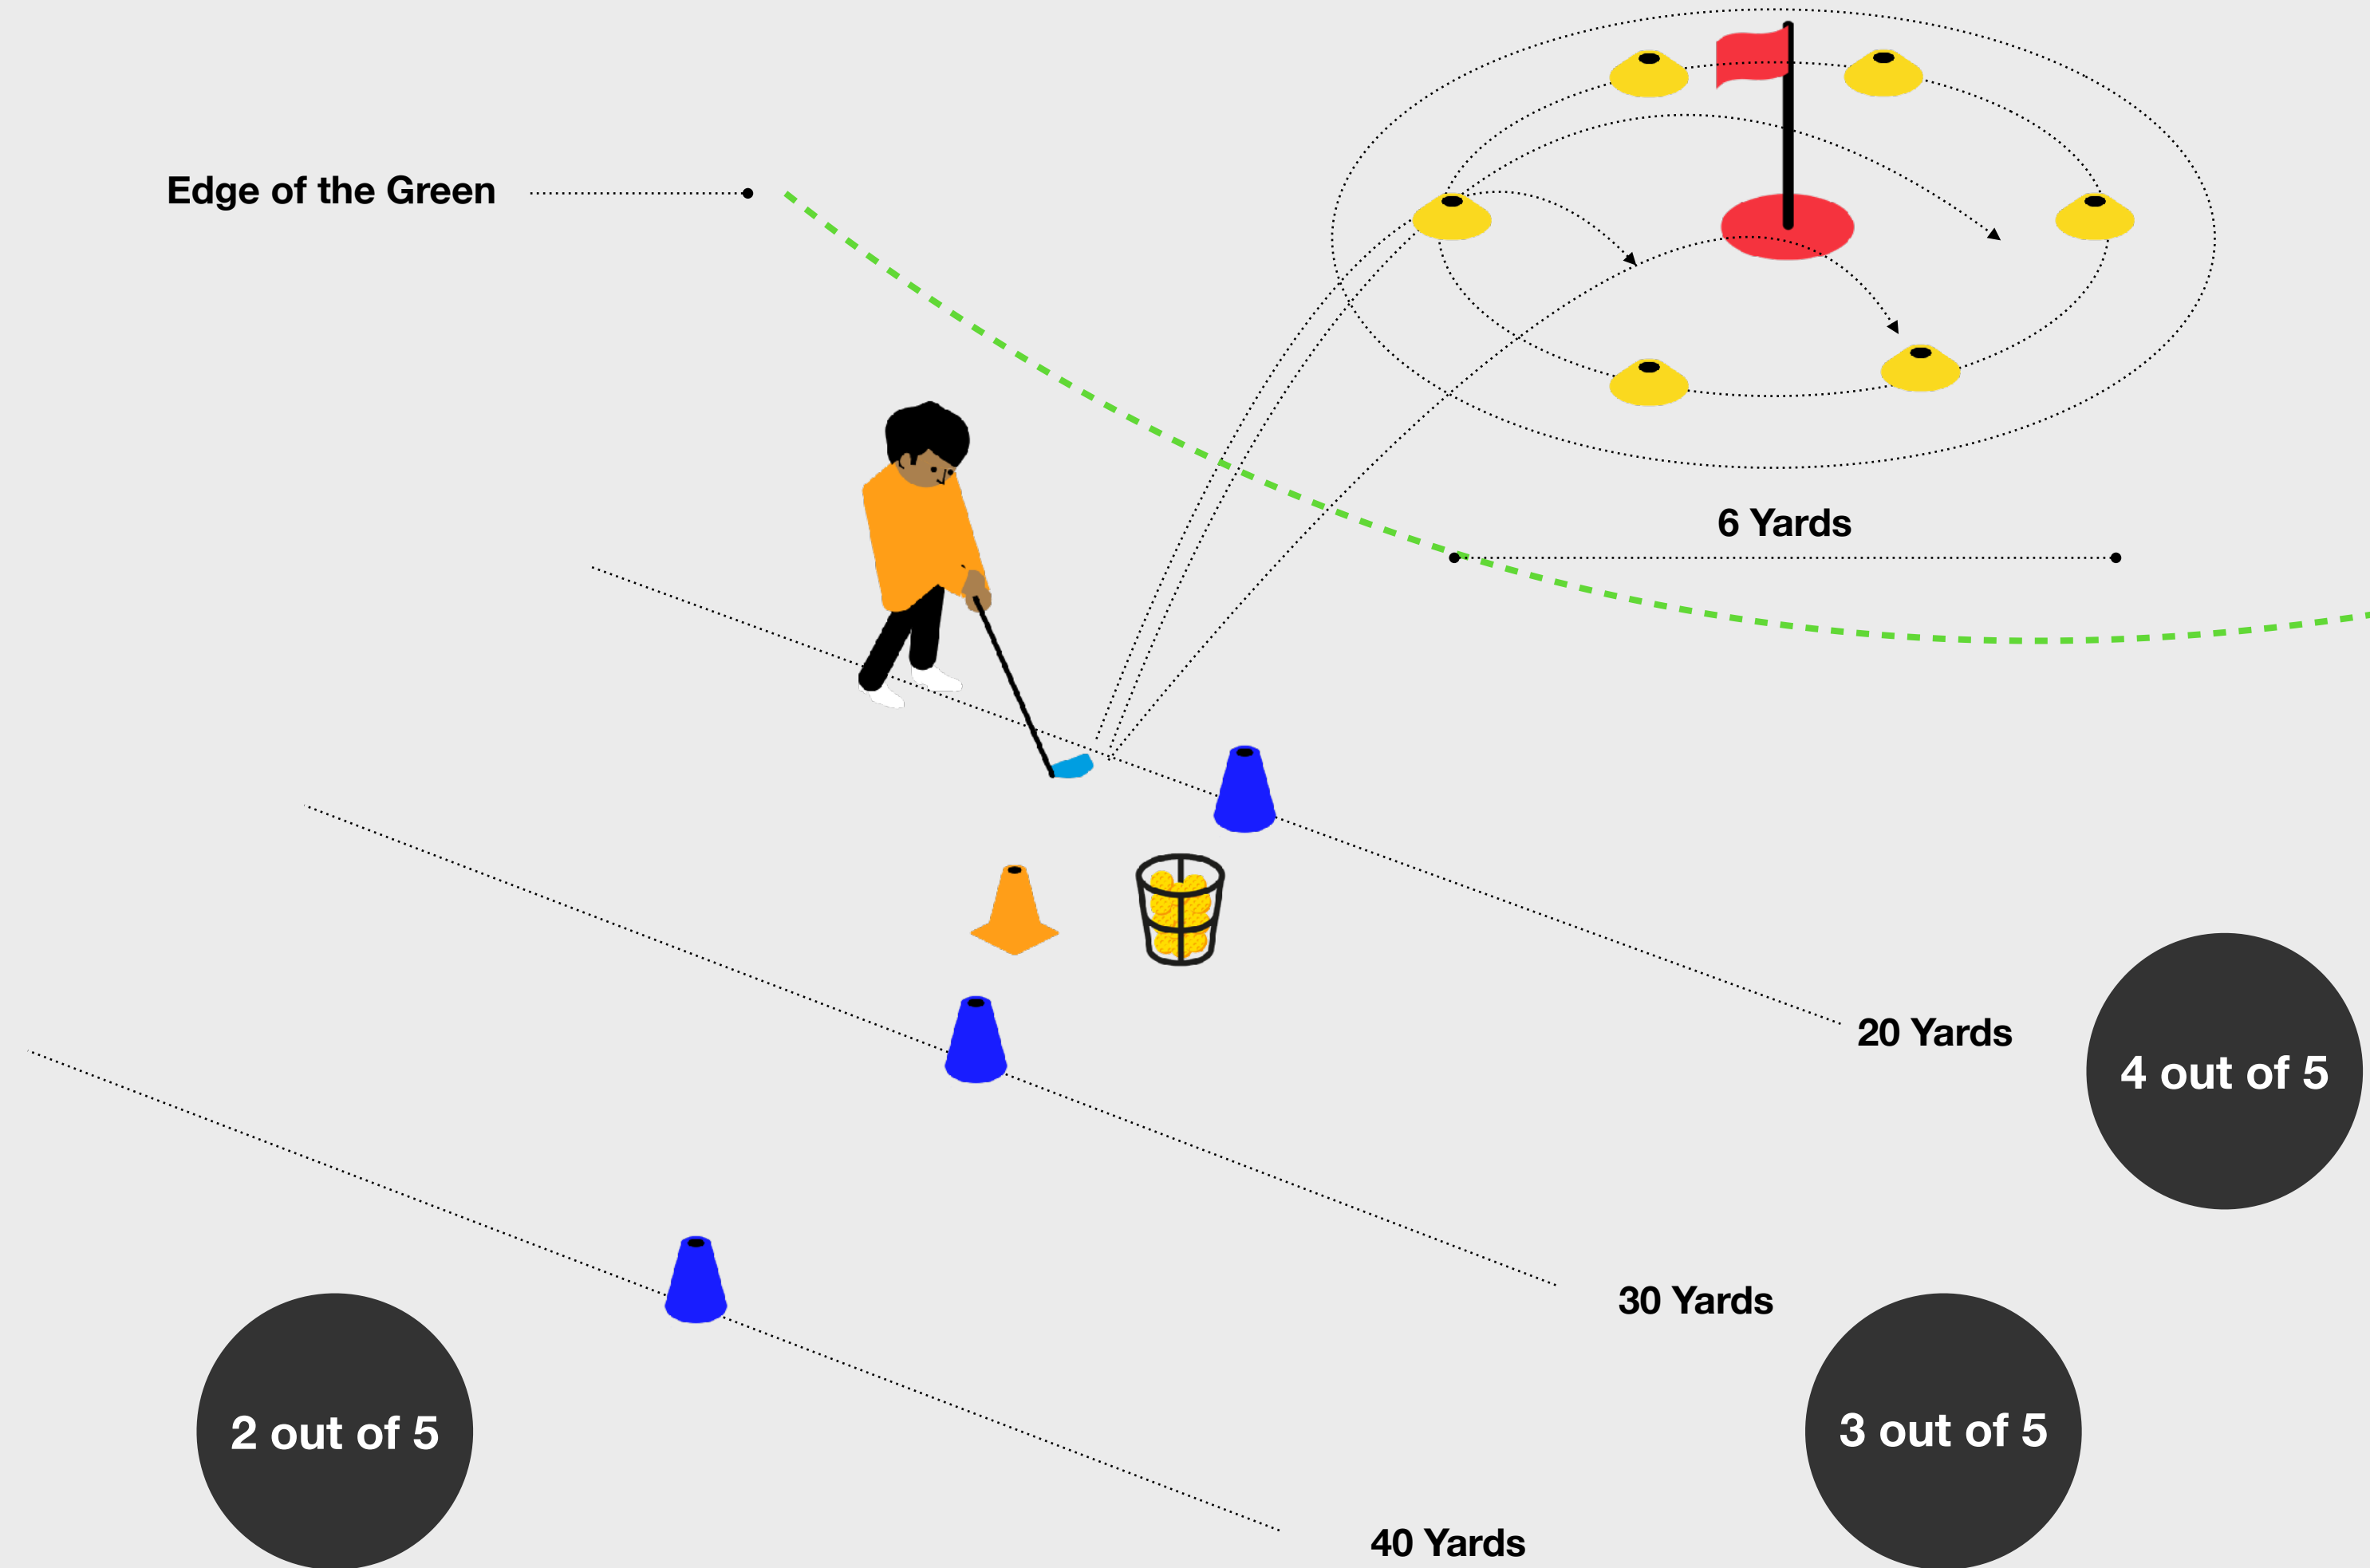 Edge of the Green
6 Yards
20 Yards
4 out of 5
30 Yards
3 out of 5
2 out of 5
40 Yards